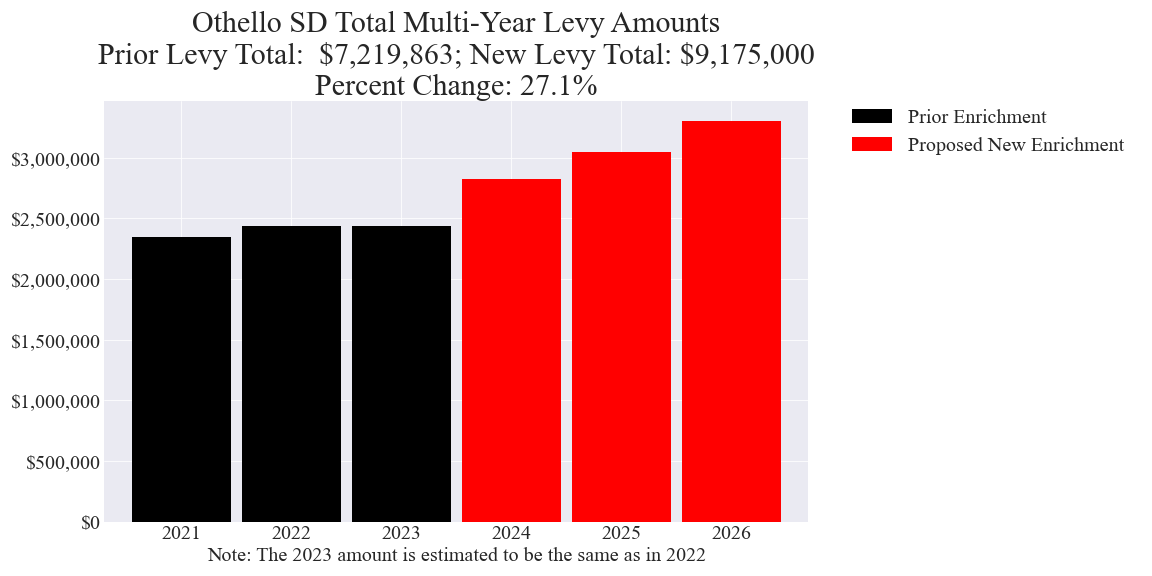 Othello SD Total Multi-Year Levy Amounts
Prior Levy Total:  $7,219,863; New Levy Total: $9,175,000
Percent Change: 27.1%
Prior Enrichment
Proposed New Enrichment
$3,000,000
$2,500,000
$2,000,000
$1,500,000
$1,000,000
$500,000
$0
2021 2022 2023 2024 2025 2026
Note: The 2023 amount is estimated to be the same as in 2022